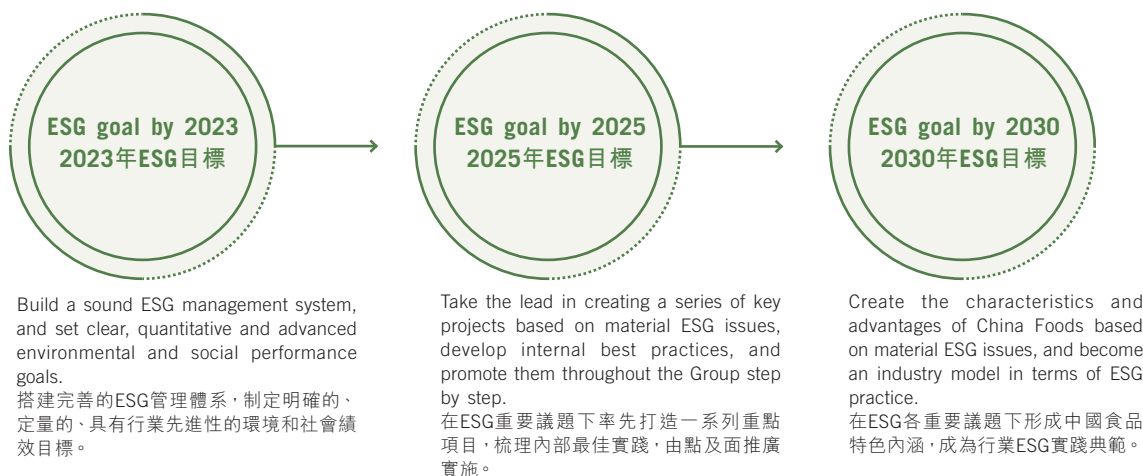 ESG goal by 2023
2023年ESG目標
Build a sound ESG management system,
and set clear, quantitative and advanced
environmental and social performance
goals.
搭建完善的ESG管理體系，制定明確的、
定量的、具有行業先進性的環境和社會績
效目標。
ESG goal by 2025
2025年ESG目標
Take the lead in creating a series of key
projects based on material ESG issues,
develop internal best practices, and
promote them throughout the Group step
by step.
在ESG重要議題下率先打造一系列重點
項目，梳理內部最佳實踐，由點及面推廣
實施。
ESG goal by 2030
2030年ESG目標
Create the characteristics and
advantages of China Foods based
on material ESG issues, and become
an industry model in terms of ESG
practice.
在ESG各重要議題下形成中國食品
特色內涵，成為行業ESG實踐典範。